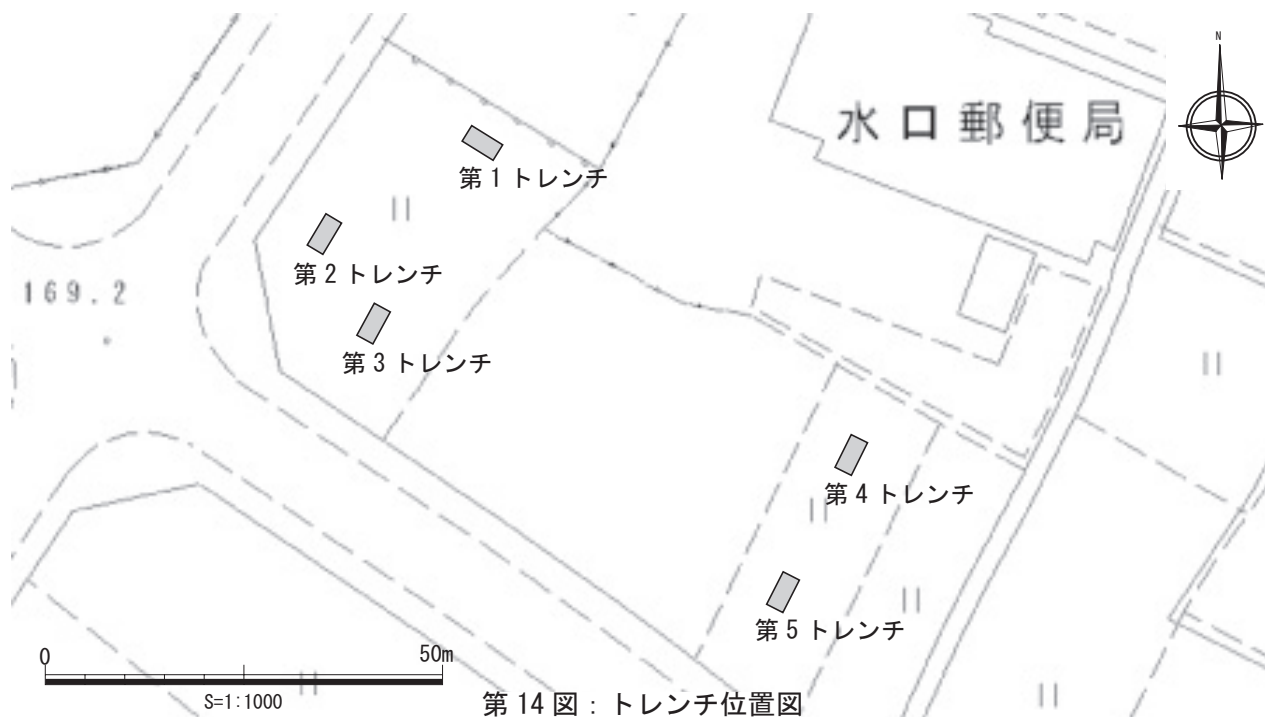 N
水口郵便局
第1トレンチ
第2トレンチ
169.2
第3トレンチ
第4トレンチ
第5トレンチ
0 50m
S=1:1000
第14図：トレンチ位置図